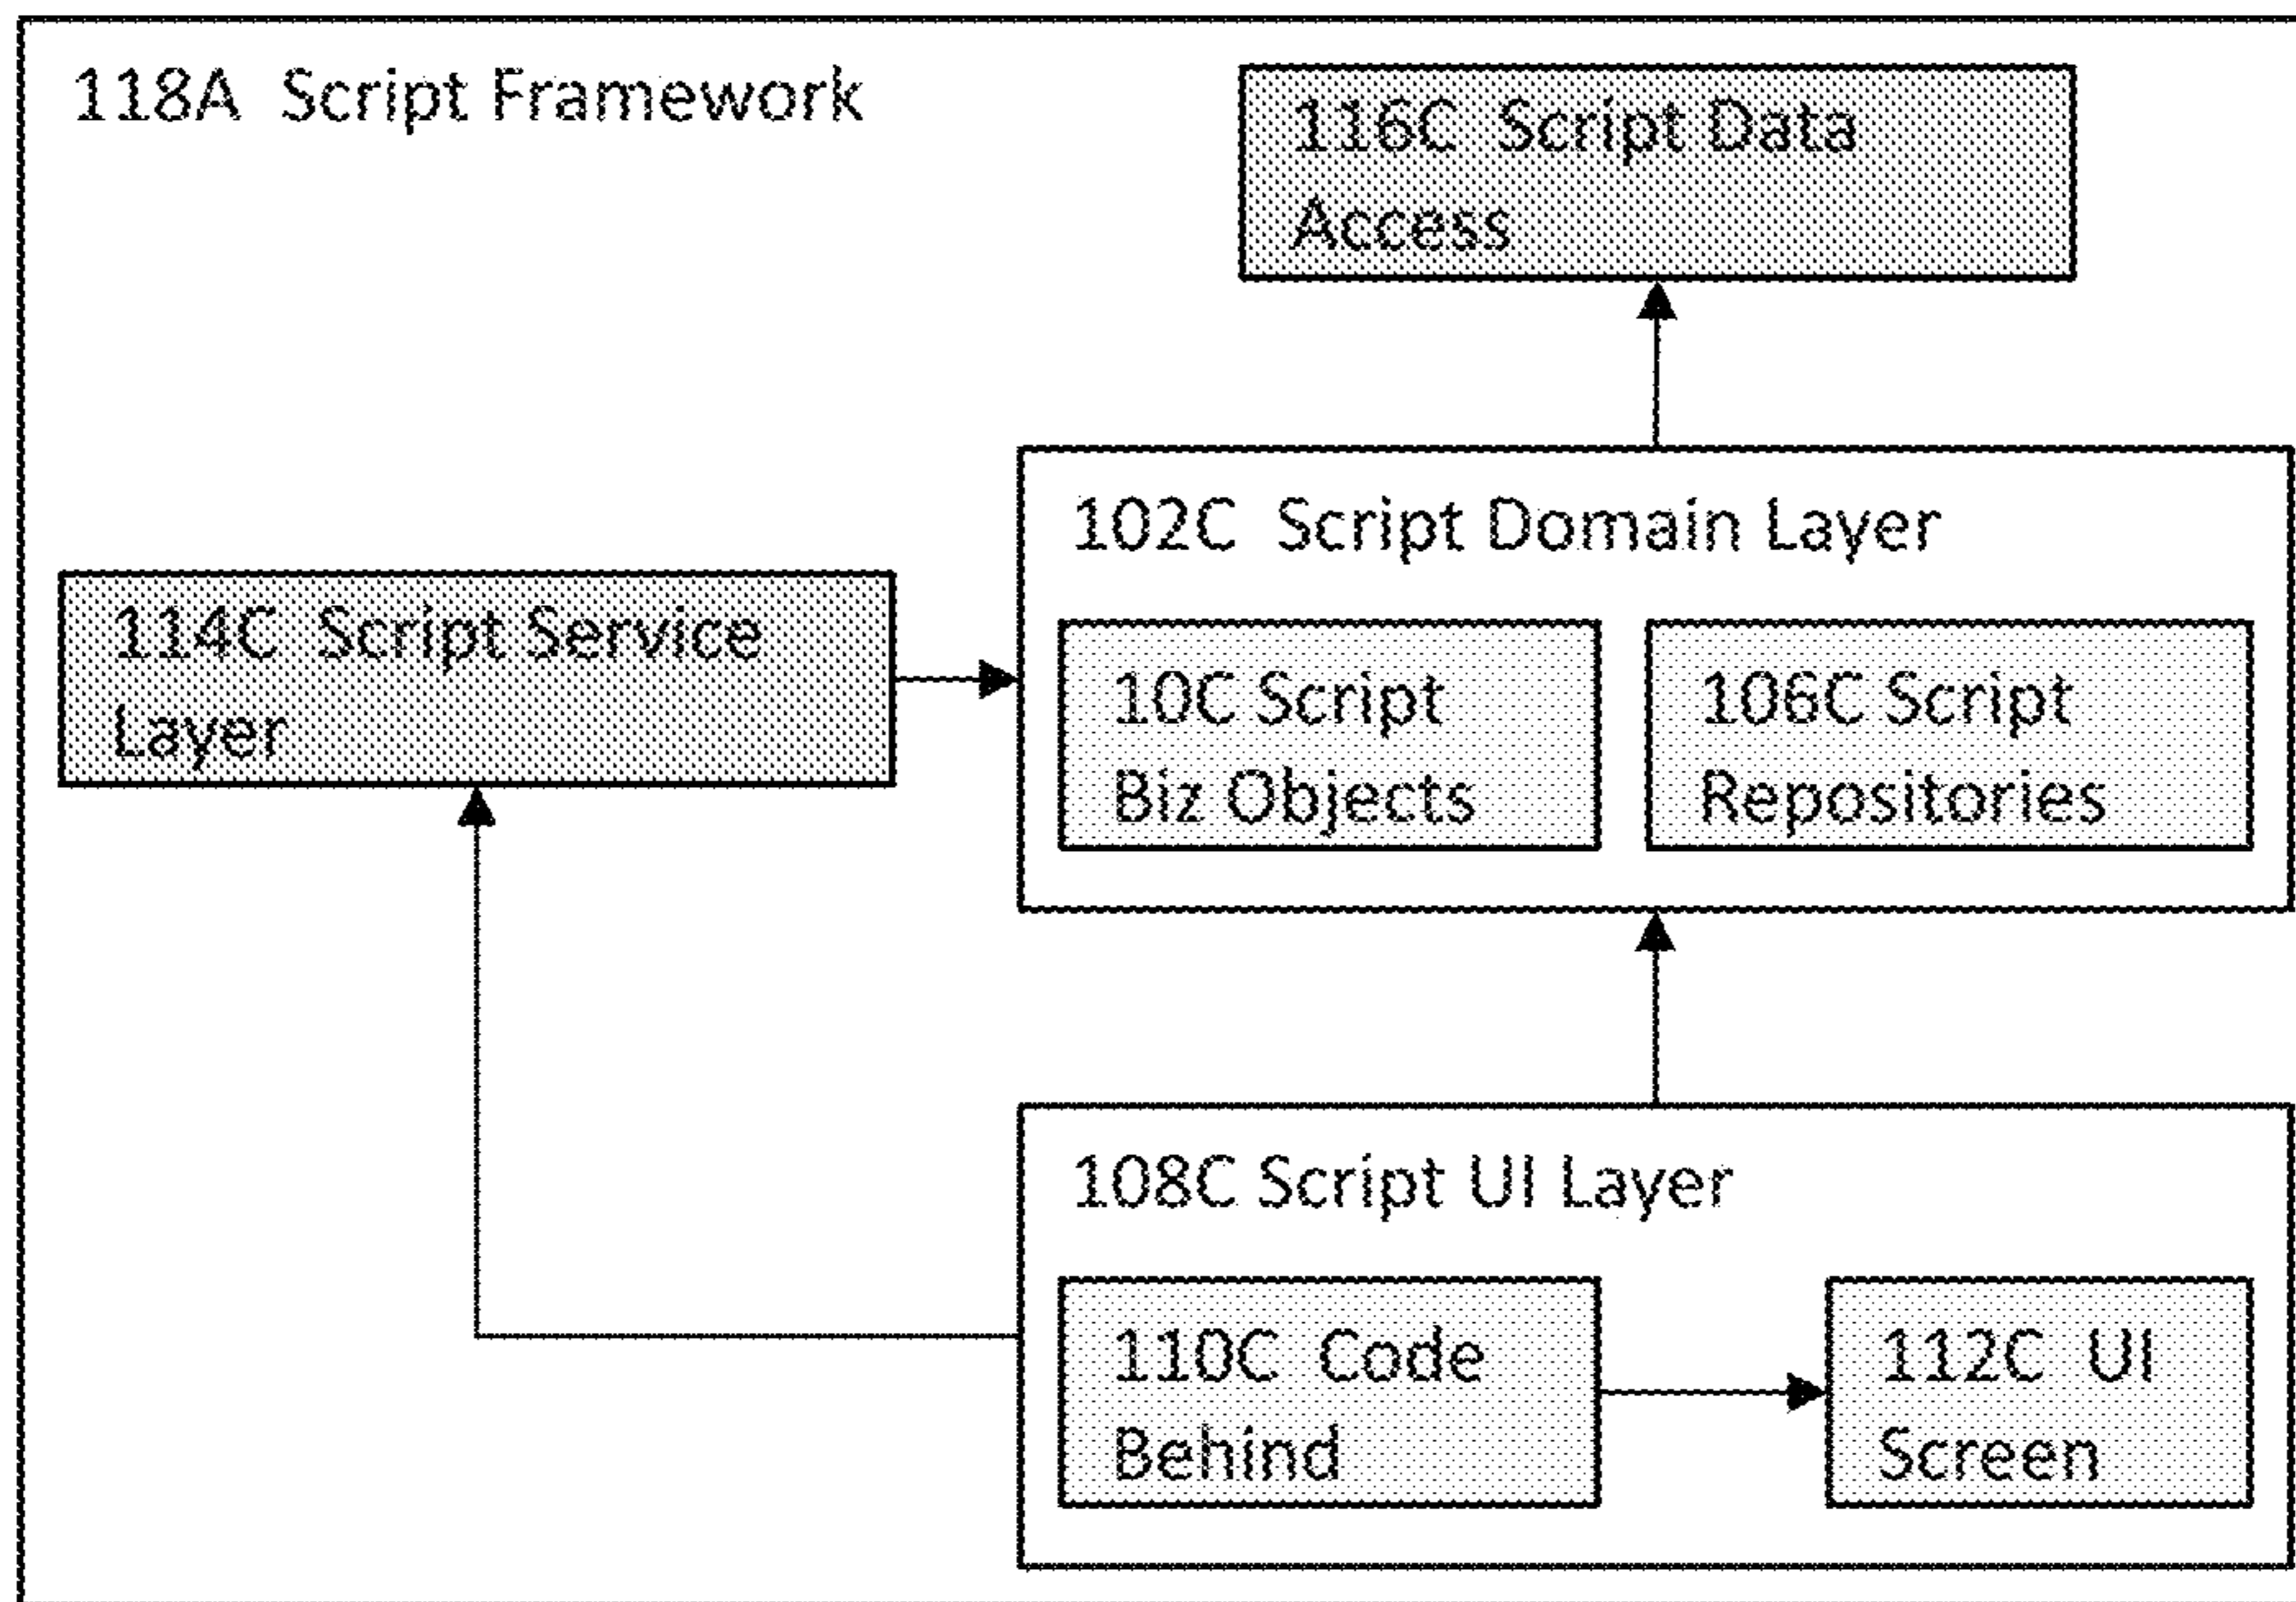 118A Script Framework
116C Script Data
Access
102C Script Domain Layer
114C Script Service
Layer
10C Script
Biz Objects
106C Script
Repositories
108C Script UI Layer
110C Code
Behind
112C UI
Screen